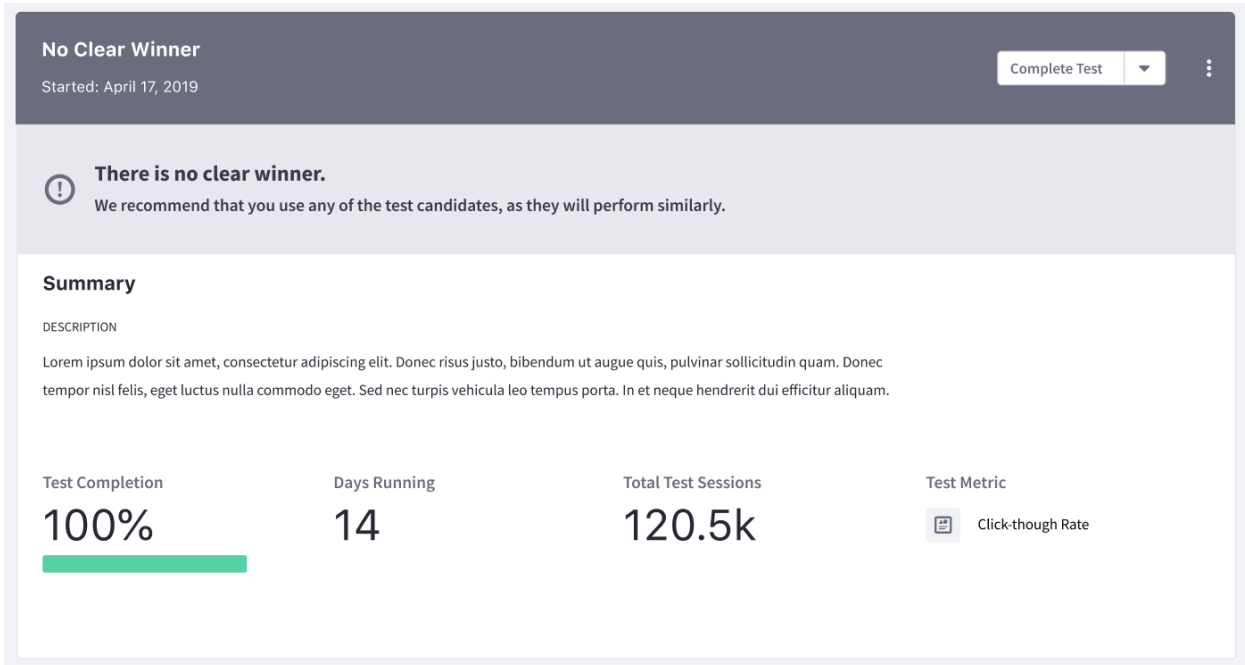 No Clear Winner
Started: April 17, 2019
Complete Test
There is no clear winner.
We recommend that you use any of the test candidates, as they will perform similarly.
Summary
DESCRIPTION
Lorem ipsum dolor sit amet, consectetur adipiscing elit. Donec risus justo, bibendum ut augue quis, pulvinar sollicitudin quam. Donec
tempor nisl felis, eget luctus nulla commodo eget. Sed nec turpis vehicula leo tempus porta. In et neque hendrerit dui efficitur aliquam.
Test Completion
100%
Days Running
14
Total Test Sessions
120.5k
Test Metric
Click-though Rate